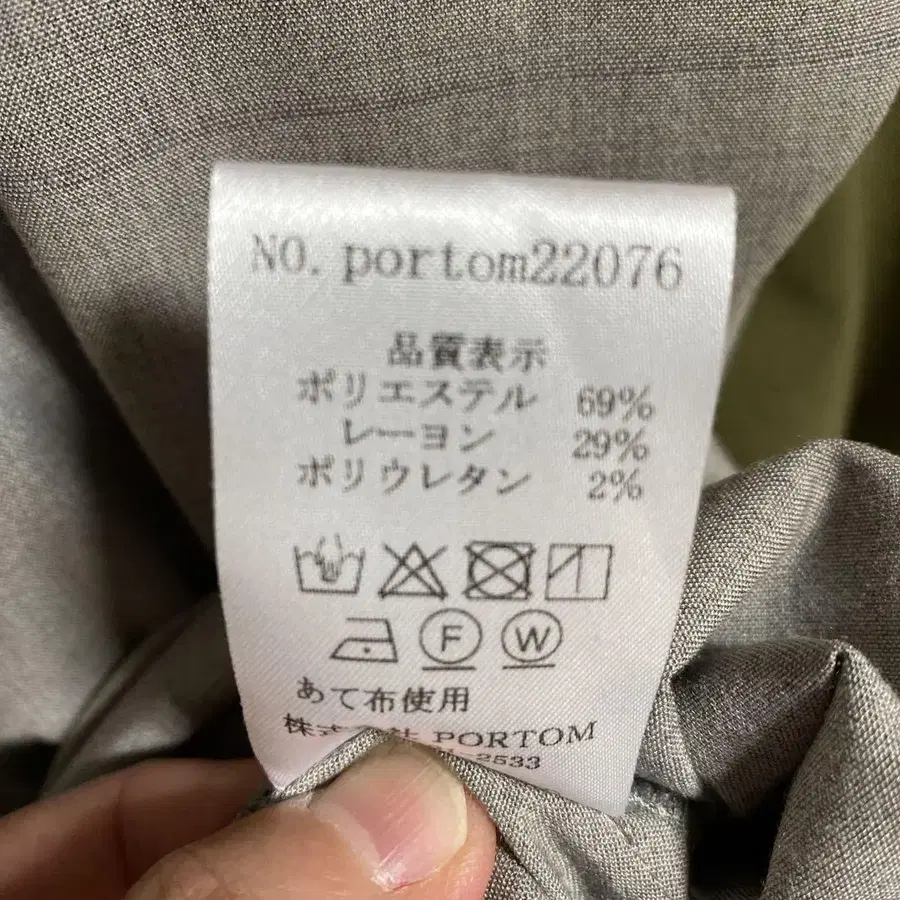 NO. portom22076
品質表示
ポリエステル 69%
レーヨン 29%
ポリウレタン 2%
F W
あて布使用
PORTOM
-2533